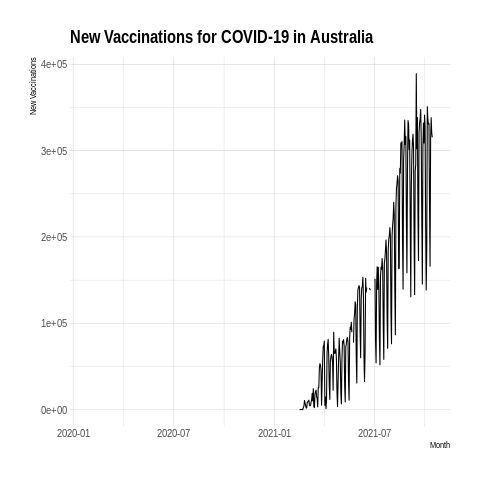 New Vaccinations for COVID-19 in Australia
New Vaccinations
4e+05
3e+05
2e+05
1e+05
0e+00
2020-01 2020-07 2021-01 2021-07
Month